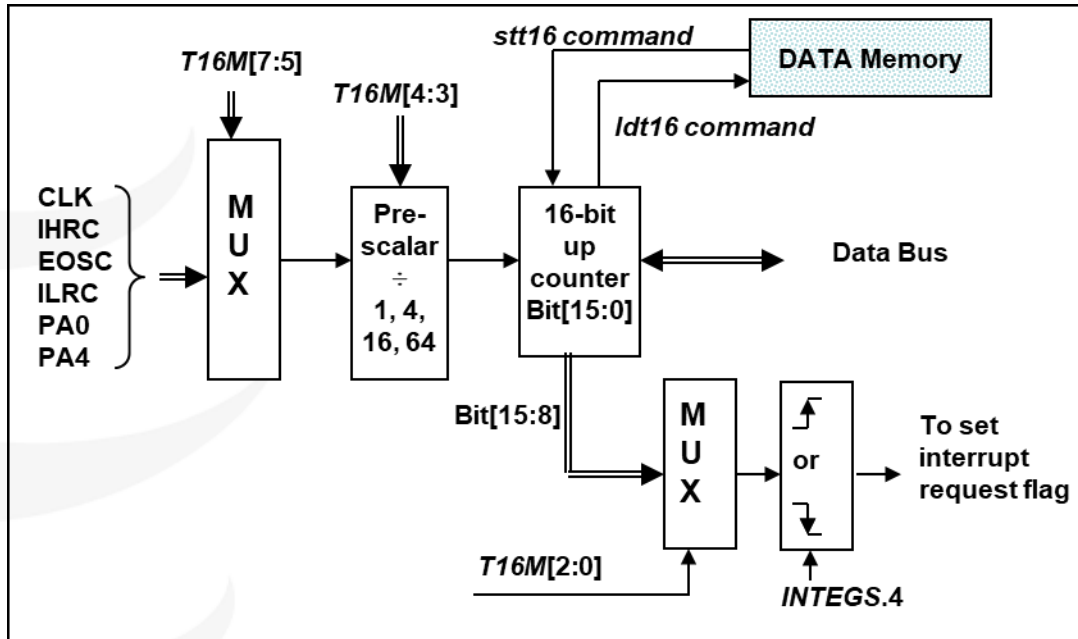 stt16 command
DATA Memory
T16M[7:5]
T16M[4:3]
ldt16 command
CLK
IHRC
EOSC
ILRC
PA0
PA4
M
U
X
Pre-
scalar
÷
1, 4,
16, 64
16-bit
up
counter
Bit[15:0]
Data Bus
Bit[15:8]
M
U
X
or
To set
interrupt
request flag
T16M[2:0]
INTEGS.4